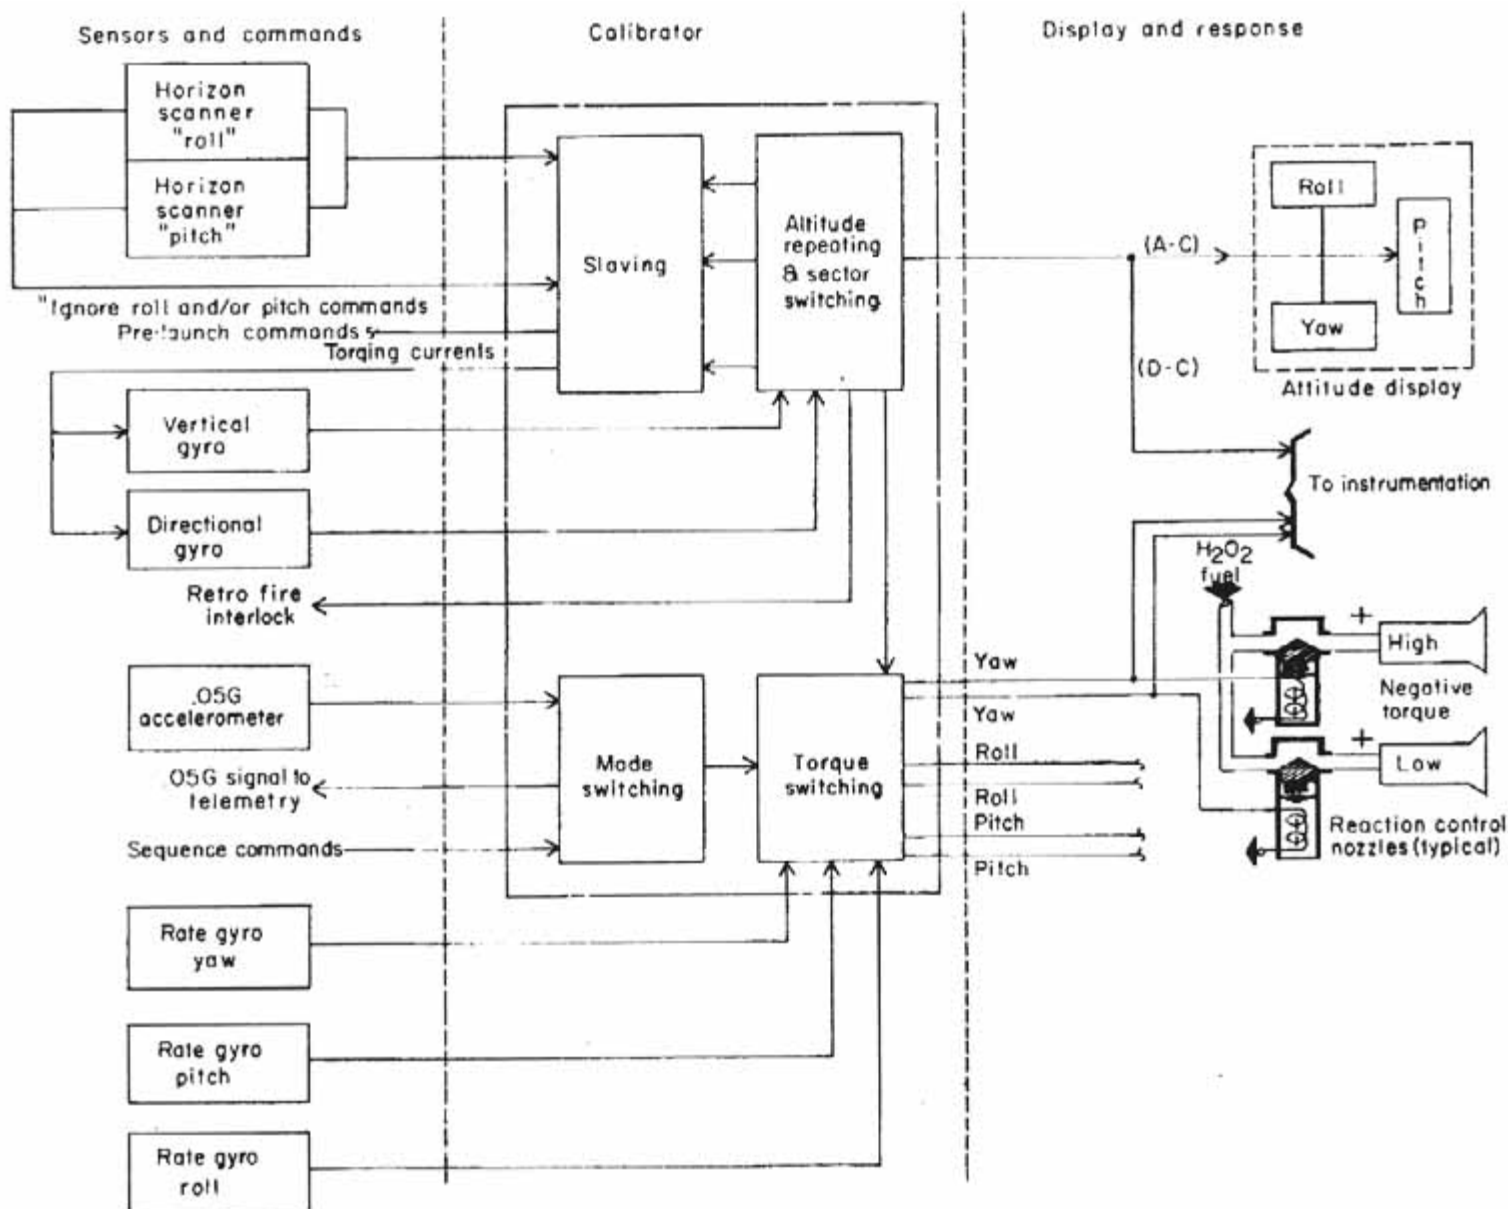 Sensors and commands
Calibrator
Display and response
Horizon
scanner
"roll"
Horizon
scanner
"pitch"
Slaving
Altitude
repeating
& sector
switching
(A-C)
Roll
Pitch
Yaw
Attitude display
(D-C)
"Ignore roll and/or pitch commands
Pre-launch commands
Torqing currents
Vertical
gyro
Directional
gyro
To instrumentation
Retro fire
interlock
H2O2
fuel
.05G
accelerometer
05G signal to
telemetry
Sequence commands
Mode
switching
Torque
switching
Yaw
Yaw
Roll
Roll
Pitch
Pitch
+
High
Negative
torque
+
Low
Reaction control
nozzles (typical)
Rate gyro
yaw
Rate gyro
pitch
Rate gyro
roll